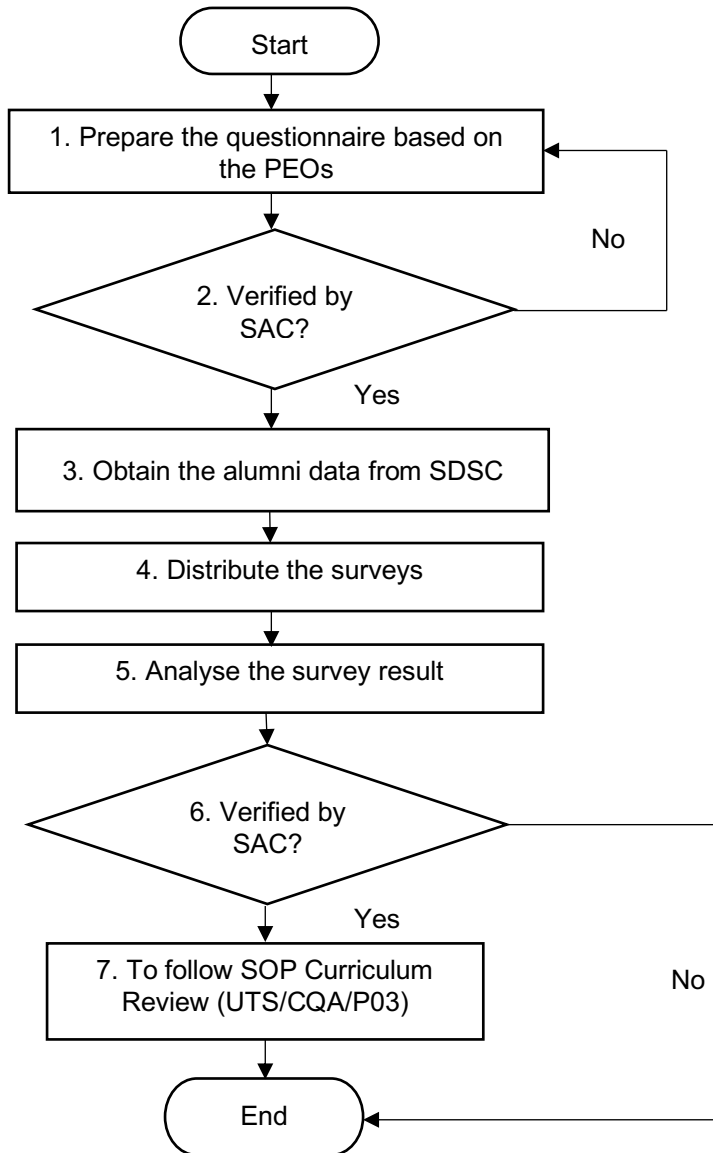 Start
1. Prepare the questionnaire based on
the PEOs
No
2. Verified by
SAC?
Yes
3. Obtain the alumni data from SDSC
4. Distribute the surveys
5. Analyse the survey result
6. Verified by
SAC?
Yes
7. To follow SOP Curriculum
Review (UTS/CQA/P03)
No
End